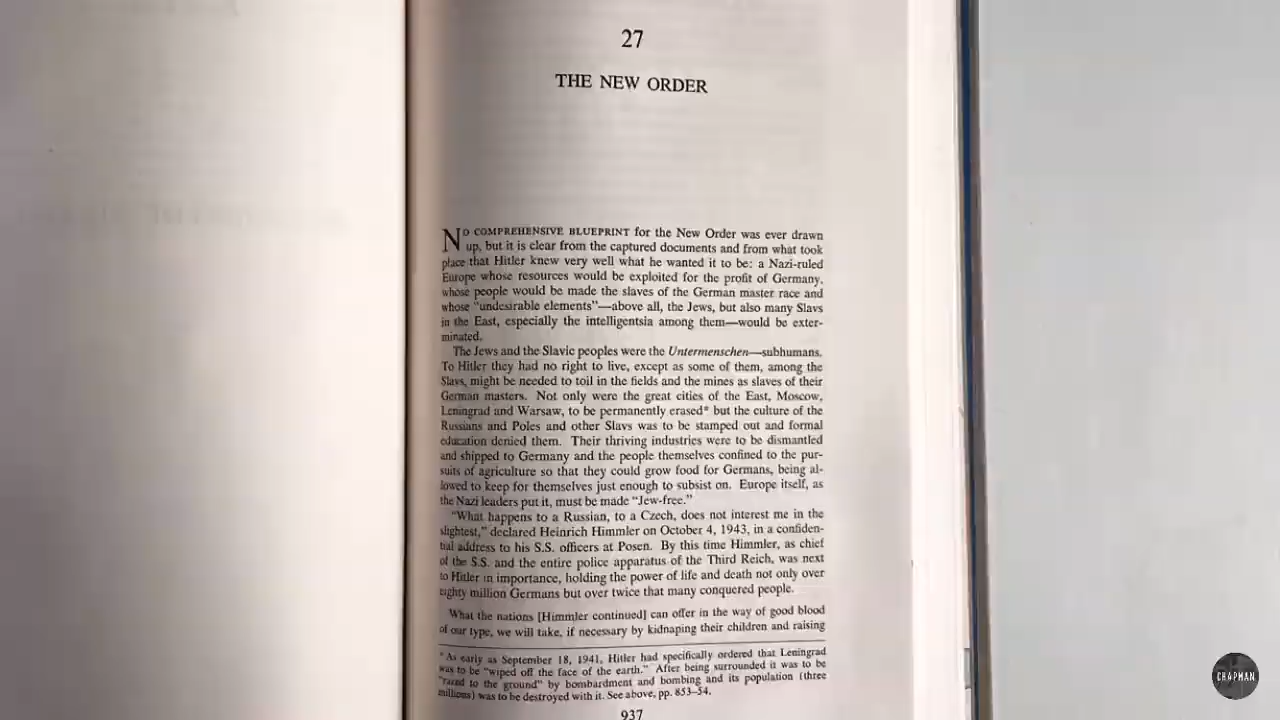 27
THE NEW ORDER
NO COMPREHENSIVE BLUEPRINT for the New Order was ever drawn
up, but it is clear from the captured documents and from what took
place that Hitler knew very well what he wanted it to be: a Nazi-ruled
Europe whose resources would be exploited for the profit of Germany,
whose people would be made the slaves of the German master race and
whose "undesirable elements"—above all, the Jews, but also many Slavs
in the East, especially the intelligentsia among them—would be exter-
minated.
The Jews and the Slavic peoples were the Untermenschen—subhumans.
To Hitler they had no right to live, except as some of them, among the
Slavs, might be needed to toil in the fields and the mines as slaves of their
German masters. Not only were the great cities of the East, Moscow,
Leningrad and Warsaw, to be permanently erased* but the culture of the
Russians and Poles and other Slavs was to be stamped out and formal
education denied them. Their thriving industries were to be dismantled
and shipped to Germany and the people themselves confined to the pur-
suits of agriculture so that they could grow food for Germans, being al-
lowed to keep for themselves just enough to subsist on. Europe itself, as
the Nazi leaders put it, must be made "Jew-free."
"What happens to a Russian, to a Czech, does not interest me in the
slightest," declared Heinrich Himmler on October 4, 1943, in a confiden-
tial address to his S.S. officers at Posen. By this time Himmler, as chief
of the S.S. and the entire police apparatus of the Third Reich, was next
to Hitler in importance, holding the power of life and death not only over
eighty million Germans but over twice that many conquered people.
What the nations [Himmler continued] can offer in the way of good blood
of our type, we will take, if necessary by kidnaping their children and raising
* As early as September 18, 1941, Hitler had specifically ordered that Leningrad
was to be "wiped off the face of the earth." After being surrounded it was to be
"razed to the ground" by bombardment and bombing and its population (three
millions) was to be destroyed with it. See above, pp. 853–54.
937
CHAPMAN